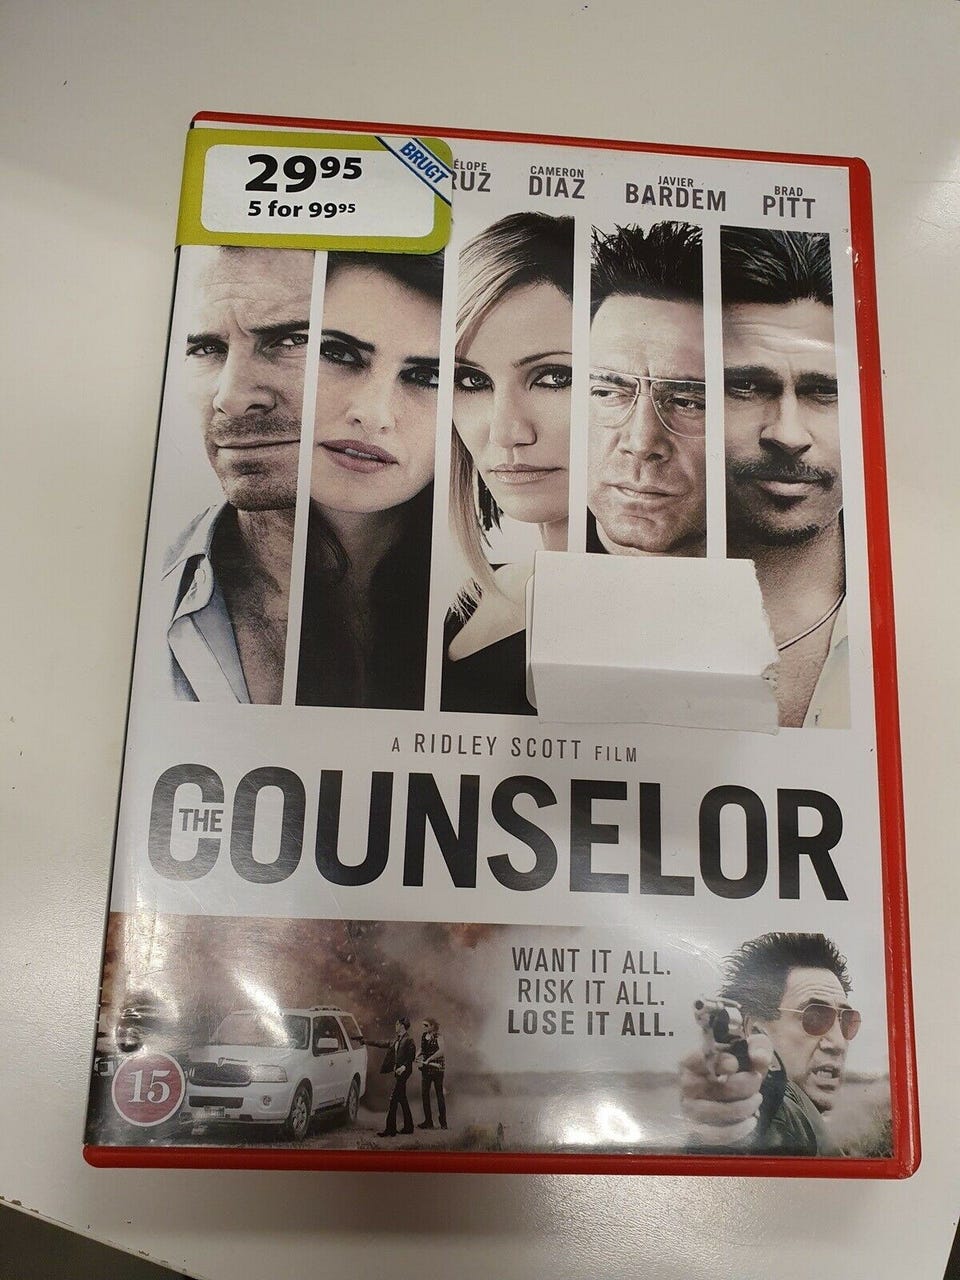 29⁹⁵
5 for 99⁹⁵
BRUGT
ÉLOPE
RUZ
CAMERON
DIAZ
JAVIER
BARDEM
BRAD
PITT
A RIDLEY SCOTT FILM
THE COUNSELOR
WANT IT ALL.
RISK IT ALL.
LOSE IT ALL.
15